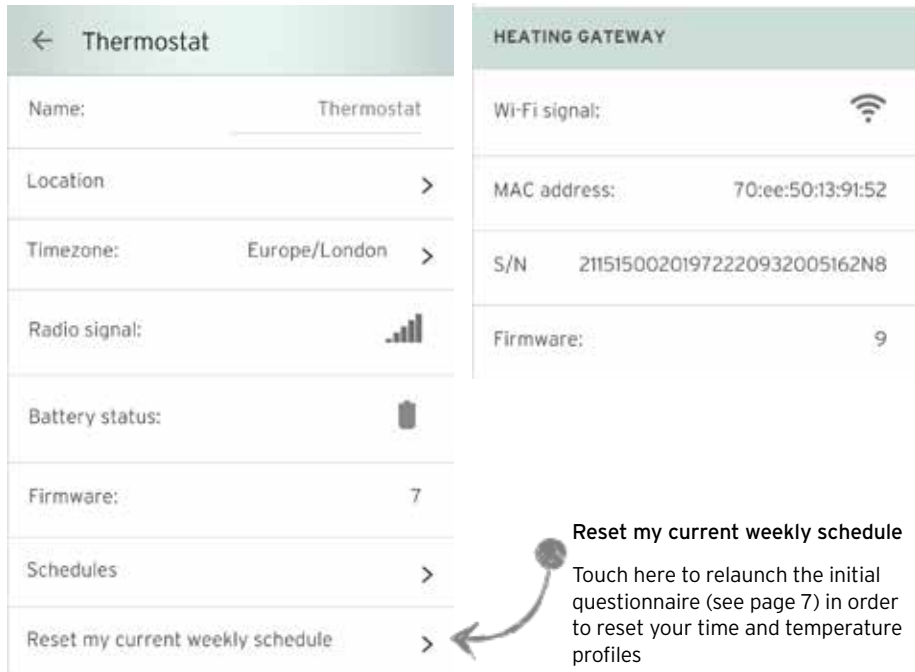 Thermostat
Name: Thermostat
Location
Timezone: Europe/London
Radio signal:
Battery status:
Firmware: 7
Schedules
Reset my current weekly schedule
HEATING GATEWAY
Wi-Fi signal:
MAC address: 70:ee:50:13:91:52
S/N 211515002019722220932005162N8
Firmware: 9
Reset my current weekly schedule
Touch here to relaunch the initial
questionnaire (see page 7) in order
to reset your time and temperature
profiles